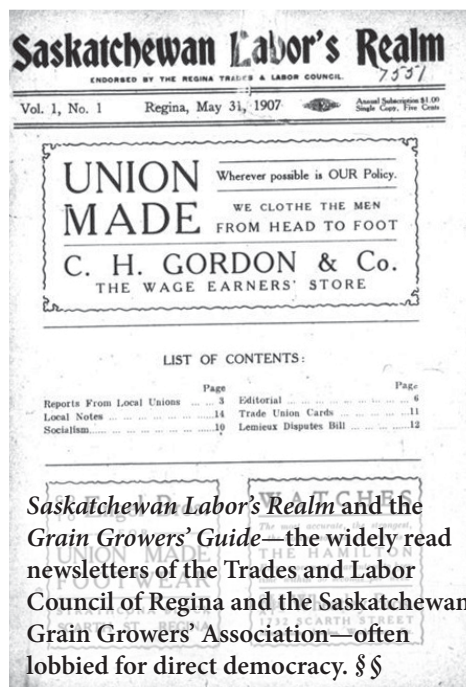 Saskatchewan Labor's Realm
ENDORSED BY THE REGINA TRADES & LABOR COUNCIL.
7551
Vol. 1, No. 1 Regina, May 31, 1907 Annual Subscription $1.00
Single Copy, Five Cents
UNION Wherever possible is OUR Policy.
MADE WE CLOTHE THE MEN
FROM HEAD TO FOOT
C. H. GORDON & Co.
THE WAGE EARNERS' STORE
LIST OF CONTENTS:
Page Page
Reports From Local Unions ... ... 3 Editorial ... ... ... ... ... ... ... 6
Local Notes ... ... ... ... ... ...14 Trade Union Cards ... ... ... ...11
Socialism... ... ... ... ... ... ...10 Lemieux Disputes Bill ... ... ...12
WATCHES
Saskatchewan Labor's Realm and the
Grain Growers' Guide—the widely read
UNION MADE THE HAMILTON
newsletters of the Trades and Labor
FOOTWEAR
Council of Regina and the Saskatchewan
SCARTH ST. REGINA 1732 SCARTH STREET
Grain Growers' Association—often
lobbied for direct democracy. §§